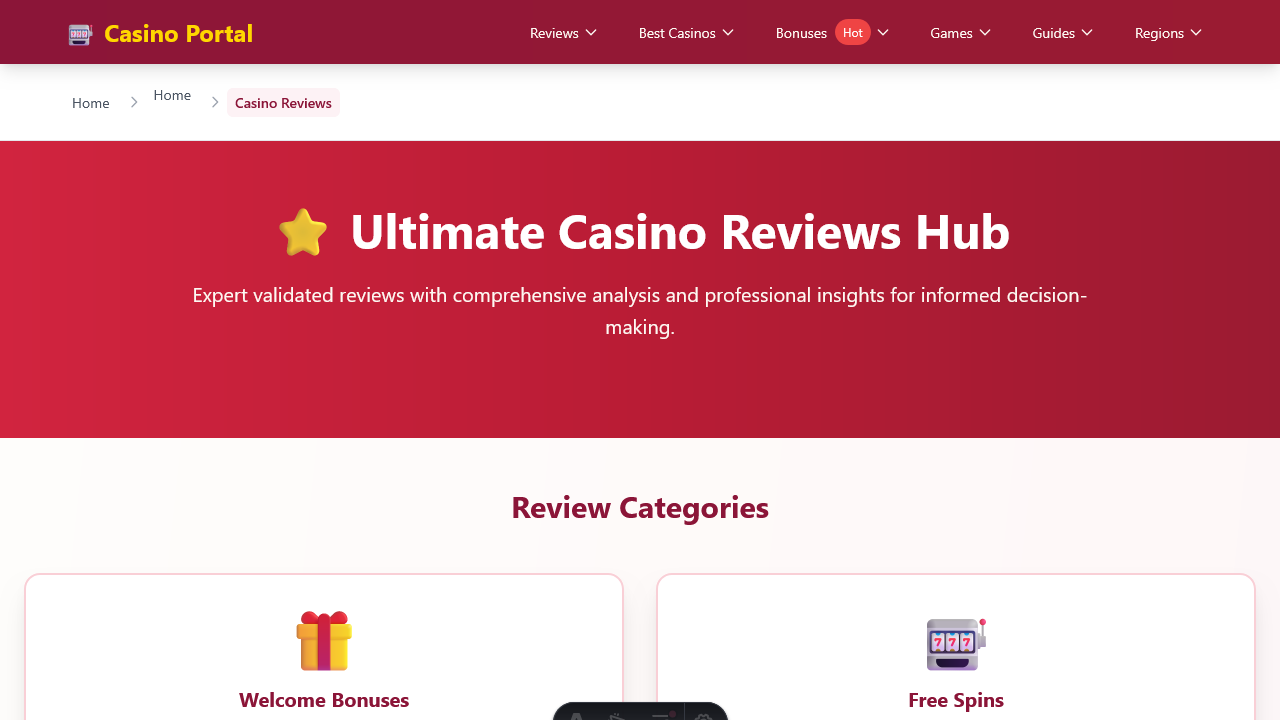 Casino Portal
Reviews
Best Casinos
Bonuses Hot
Games
Guides
Regions
Home
Home
Casino Reviews
Ultimate Casino Reviews Hub
Expert validated reviews with comprehensive analysis and professional insights for informed decision-
making.
Review Categories
777
Welcome Bonuses
Free Spins